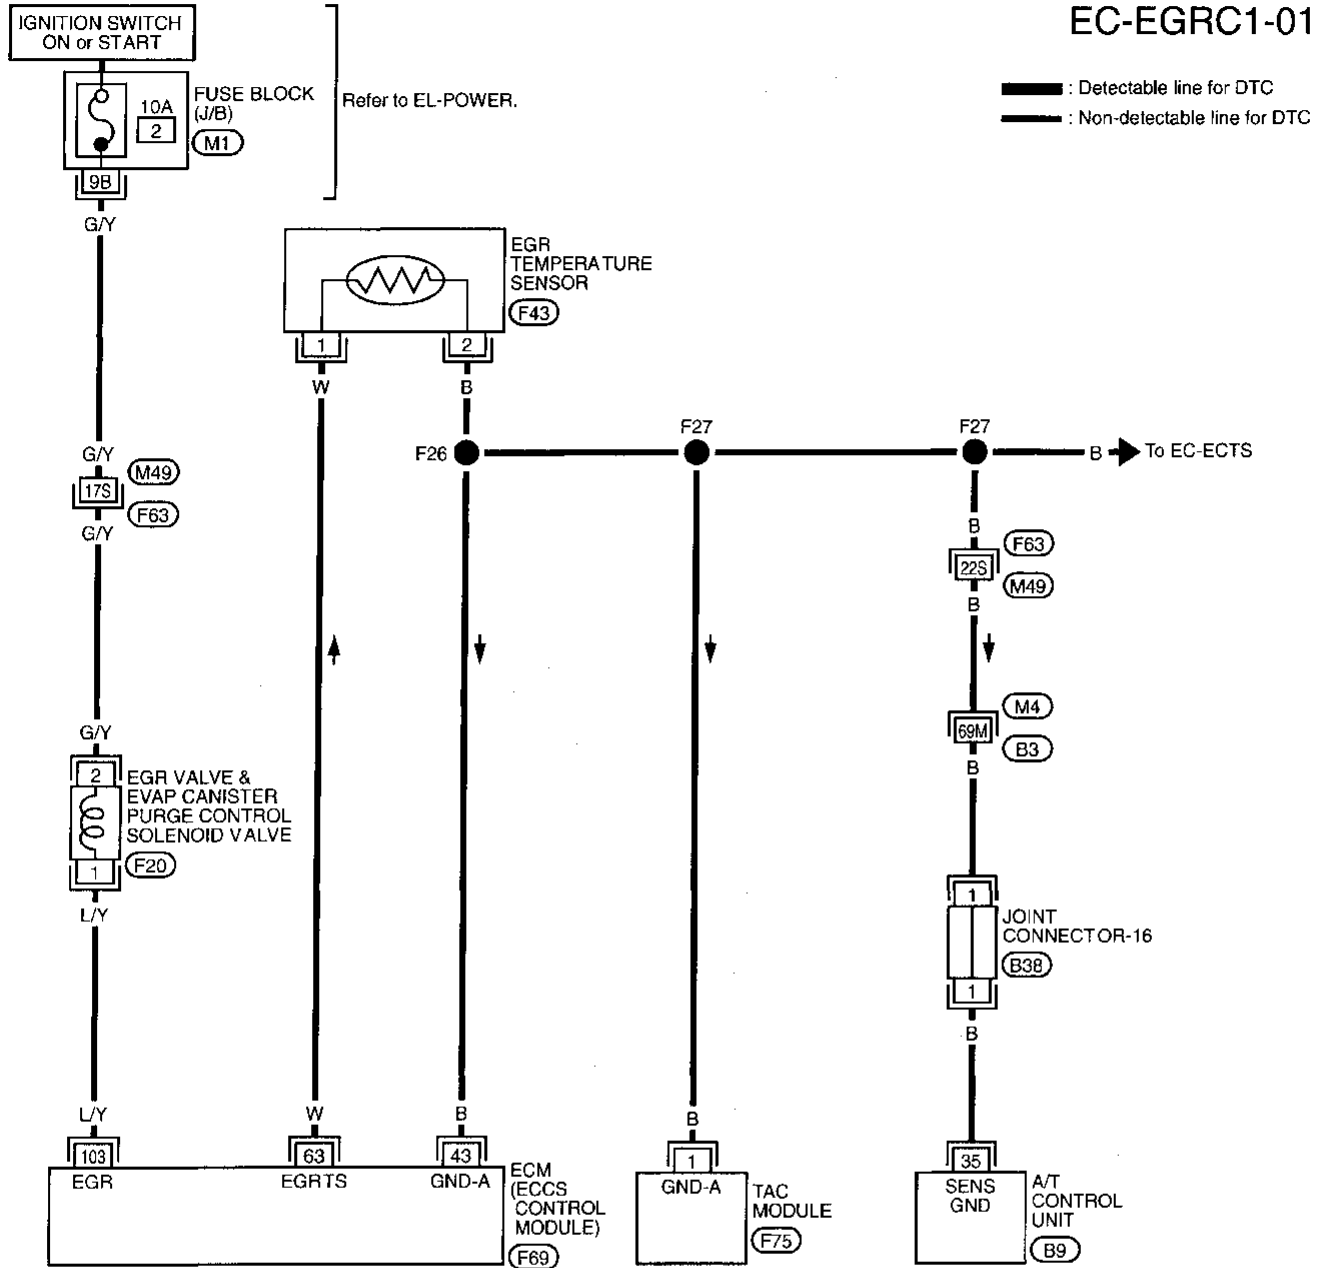 EC-EGRC1-01
IGNITION SWITCH
ON or START
FUSE BLOCK
(J/B)
10A
2
M1
Refer to EL-POWER.
: Detectable line for DTC
: Non-detectable line for DTC
9B
G/Y
EGR
TEMPERATURE
SENSOR
F43
1
2
W
B
F26
F27
F27
B
To EC-ECTS
G/Y
M49
17S
F63
G/Y
B
F63
22S
M49
B
M4
69M
B3
B
G/Y
2
EGR VALVE &
EVAP CANISTER
PURGE CONTROL
SOLENOID VALVE
F20
1
L/Y
1
JOINT
CONNECTOR-16
B38
1
B
L/Y
W
B
B
103
63
43
1
35
EGR
EGRTS
GND-A
ECM
(ECCS
CONTROL
MODULE)
F69
GND-A
TAC
MODULE
F75
SENS
GND
A/T
CONTROL
UNIT
B9